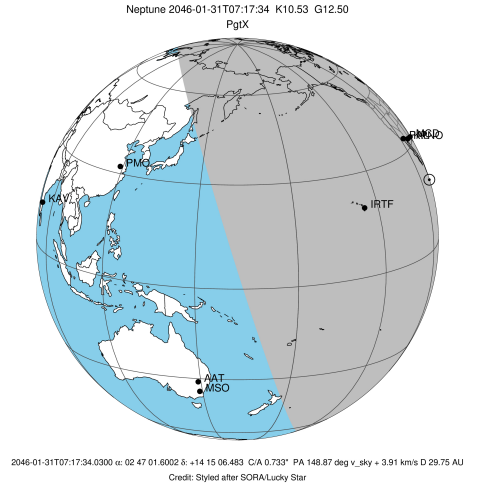 Neptune 2046-01-31T07:17:34 K10.53 G12.50
PgtX
PMO
KAV
IRTF
AAT
MSO
2046-01-31T07:17:34.0300 α: 02 47 01.6002 δ: +14 15 06.483 C/A 0.733" PA 148.87 deg v_sky + 3.91 km/s D 29.75 AU
Credit: Styled after SORA/Lucky Star